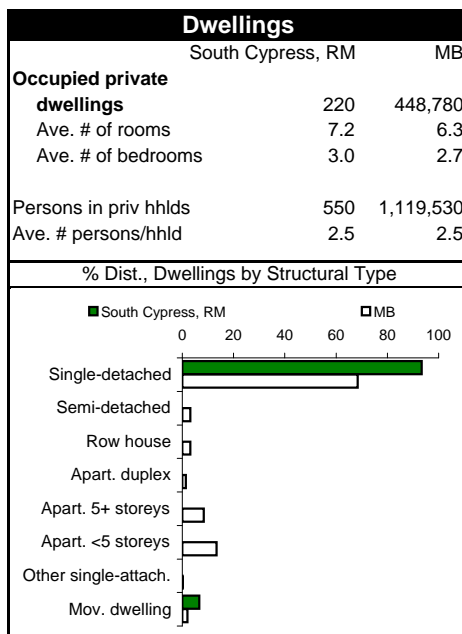 Dwellings
South Cypress, RM MB
Occupied private
dwellings 220 448,780
Ave. # of rooms 7.2 6.3
Ave. # of bedrooms 3.0 2.7
Persons in priv hhlds 550 1,119,530
Ave. # persons/hhld 2.5 2.5
% Dist., Dwellings by Structural Type
South Cypress, RM MB
0 20 40 60 80 100
Single-detached
Semi-detached
Row house
Apart. duplex
Apart. 5+ storeys
Apart. <5 storeys
Other single-attach.
Mov. dwelling